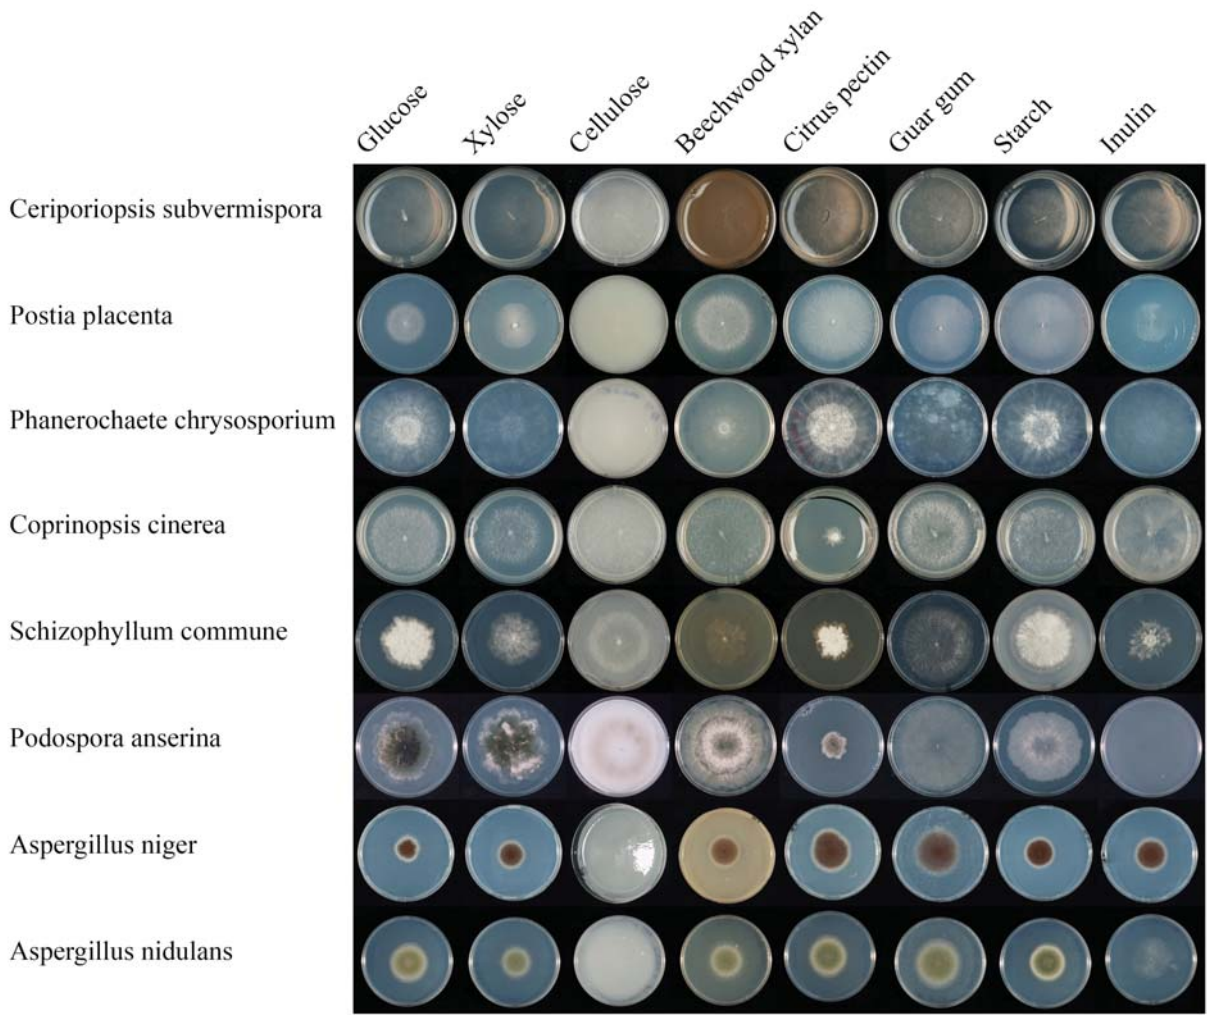 Glucose
Xylose
Cellulose
Beechwood xylan
Citrus pectin
Guar gum
Starch
Inulin
Ceriporiopsis subvermispora
Postia placenta
Phanerochaete chrysosporium
Coprinopsis cinerea
Schizophyllum commune
Podospora anserina
Aspergillus niger
Aspergillus nidulans